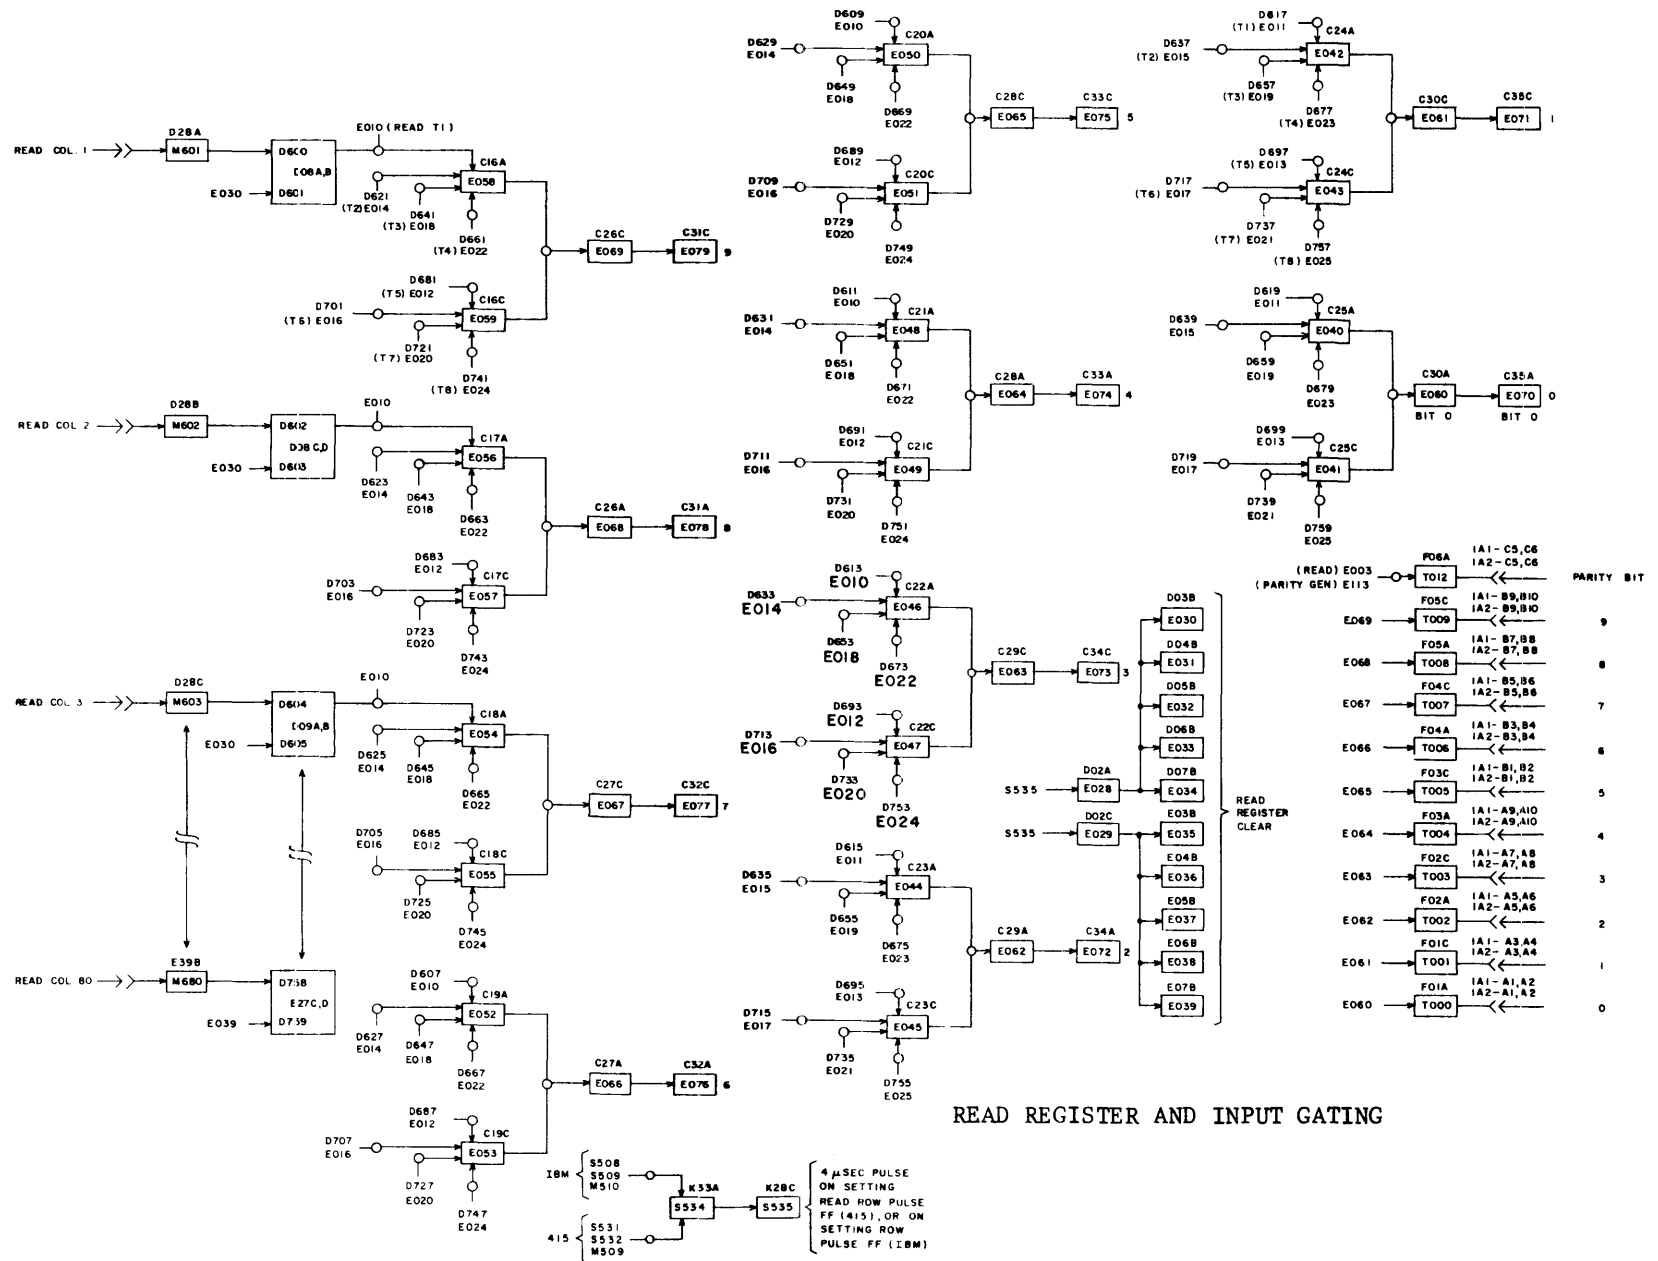 READ COL. 1
D28A
M601
D600
D08A,B
E030
D601
E010 (READ T1)
C16A
E058
D621
(T2)E014
D641
(T3) E018
D661
(T4) E022
C26C
E069
C31C
E079 9
D681
(T5) E012
C16C
E059
D701
(T6) E016
D721
(T7) E020
D741
(T8) E024
READ COL 2
D28B
M602
D602
D08C,D
E030
D603
E010
C17A
E056
D623
E014
D643
E018
D663
E022
C26A
E068
C31A
E078 8
D683
E012
C17C
E057
D703
E016
D723
E020
D743
E024
READ COL 3
D28C
M603
D604
D09A,B
E030
D605
E010
C18A
E054
D625
E014
D645
E018
D665
E022
C27C
E067
C32C
E077 7
D705
E016
D685
E012
C18C
E055
D725
E020
D745
E024
READ COL 80
E39B
M680
D758
E27C,D
E039
D759
D607
E010
C19A
E052
D627
E014
D647
E018
D667
E022
C27A
E066
C32A
E076 6
D687
E012
C19C
E053
D707
E016
D727
E020
D747
E024
D609
E010
D629
E014
C20A
E050
D649
E018
D669
E022
C28C
E065
C33C
E075 5
D689
E012
D709
E016
C20C
E051
D729
E020
D749
E024
D611
E010
D631
E014
C21A
E048
D651
E018
D671
E022
C28A
E064
C33A
E074 4
D691
E012
D711
E016
C21C
E049
D731
E020
D751
E024
D613
E010
D633
E014
C22A
E046
D653
E018
D673
E022
C29C
E063
C34C
E073 3
D693
E012
D713
E016
C22C
E047
D733
E020
D753
E024
D615
E011
D635
E015
C23A
E044
D655
E019
D675
E023
C29A
E062
C34A
E072 2
D695
E013
D715
E017
C23C
E045
D735
E021
D755
E025
D617
(T1) E011
D637
(T2) E015
C24A
E042
D657
(T3) E019
D677
(T4) E023
C30C
E061
C35C
E071 1
D697
(T5) E013
D717
(T6) E017
C24C
E043
D737
(T7) E021
D757
(T8) E025
D619
E011
D639
E015
C25A
E040
D659
E019
D679
E023
C30A
E060
BIT 0
C35A
E070 0
BIT 0
D699
E013
D719
E017
C25C
E041
D739
E021
D759
E025
D03B
E030
D04B
E031
D05B
E032
D06B
E033
S535
D02A
E028
D07B
E034
S535
D02C
E029
E03B
E035
E04B
E036
E05B
E037
E06B
E038
E07B
E039
READ
REGISTER
CLEAR
(READ) E003
(PARITY GEN) E113
F06A
T012
1A1-C5,C6
1A2-C5,C6
PARITY BIT
E069
F05C
T009
1A1-B9,B10
1A2-B9,B10
9
E068
F05A
T008
1A1-B7,B8
1A2-B7,B8
8
E067
F04C
T007
1A1-B5,B6
1A2-B5,B6
7
E066
F04A
T006
1A1-B3,B4
1A2-B3,B4
6
E065
F03C
T005
1A1-B1,B2
1A2-B1,B2
5
E064
F03A
T004
1A1-A9,A10
1A2-A9,A10
4
E063
F02C
T003
1A1-A7,A8
1A2-A7,A8
3
E062
F02A
T002
1A1-A5,A6
1A2-A5,A6
2
E061
F01C
T001
1A1-A3,A4
1A2-A3,A4
1
E060
F01A
T000
1A1-A1,A2
1A2-A1,A2
0
READ REGISTER AND INPUT GATING
IBM
S508
S509
M510
415
S531
S532
M509
K33A
S534
K28C
S535
4 μSEC PULSE
ON SETTING
READ ROW PULSE
FF (415), OR ON
SETTING ROW
PULSE FF (IBM)